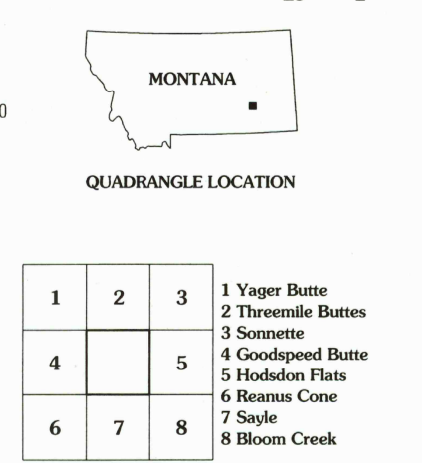 MONTANA
QUADRANGLE LOCATION
1 2 3
4 5
6 7 8
1 Yager Butte
2 Threemile Buttes
3 Sonnette
4 Goodspeed Butte
5 Hodsdon Flats
6 Reanus Cone
7 Sayle
8 Bloom Creek